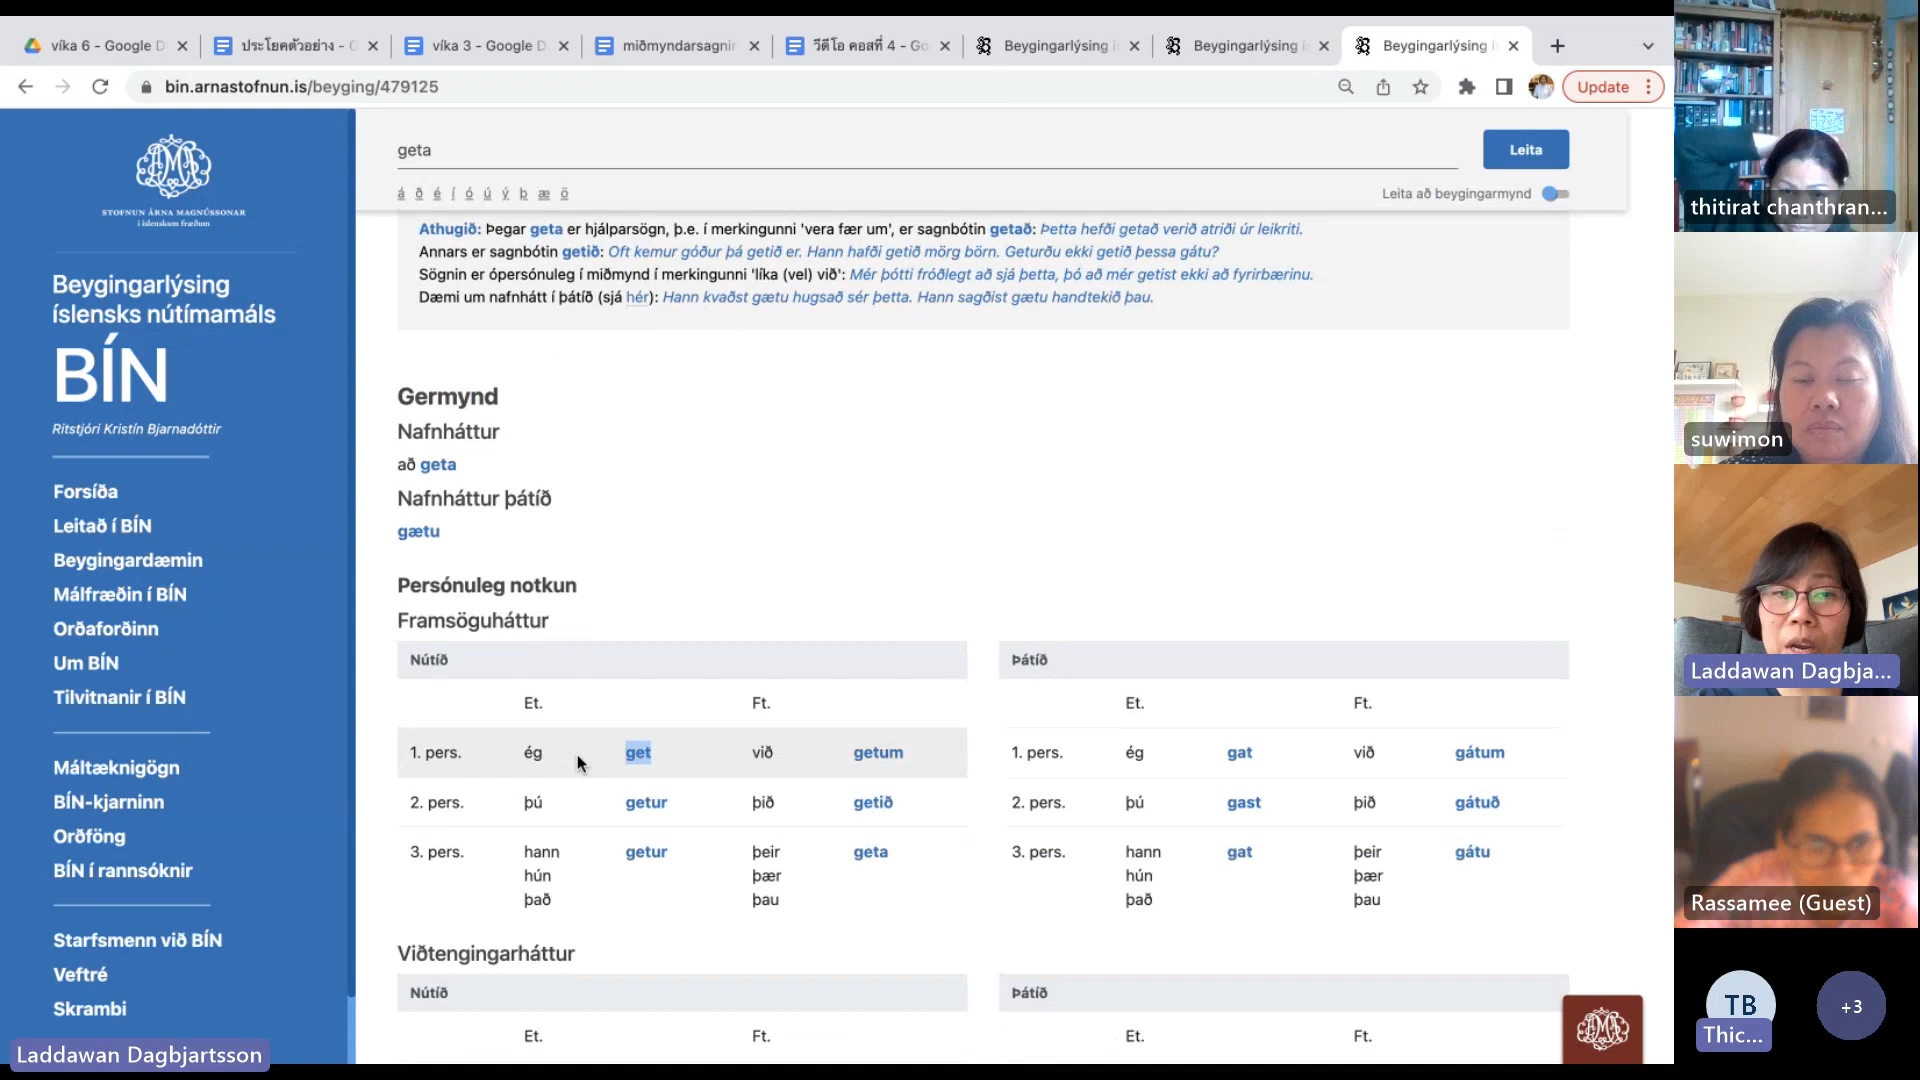 víka 6 - Google D
ประโยคตัวอย่าง - G
víka 3 - Google D
miðmyndarsagnir
วีดีโอ คอสที่ 4 - Go
Beygingarlýsing í
Beygingarlýsing í
Beygingarlýsing í
bin.arnastofnun.is/beyging/479125
Update
STOFNUN ÁRNA MAGNÚSSONAR
í íslenskum fræðum
Beygingarlýsing
íslensks nútímamáls
BÍN
Ritstjóri Kristín Bjarnadóttir
Forsíða
Leitað í BÍN
Beygingardæmin
Málfræðin í BÍN
Orðaforðinn
Um BÍN
Tilvitnanir í BÍN
Máltæknigögn
BÍN-kjarninn
Orðföng
BÍN í rannsóknir
Starfsmenn við BÍN
Veftré
Skrambi
Laddawan Dagbjartsson
geta
Leita
á ð é í ó ú ý þ æ ö
Leita að beygingarmynd
Athugið: Þegar geta er hjálparsögn, þ.e. í merkingunni 'vera fær um', er sagnbótin getað: Þetta hefði getað verið atriði úr leikriti.
Annars er sagnbótin getið: Oft kemur góður þá getið er. Hann hafði getið mörg börn. Geturðu ekki getið þessa gátu?
Sögnin er ópersónuleg í miðmynd í merkingunni 'líka (vel) við': Mér þótti fróðlegt að sjá þetta, þó að mér getist ekki að fyrirbærinu.
Dæmi um nafnhátt í þátíð (sjá hér): Hann kvaðst gætu hugsað sér þetta. Hann sagðist gætu handtekið þau.
Germynd
Nafnháttur
að geta
Nafnháttur þátíð
gætu
Persónuleg notkun
Framsöguháttur
Nútíð
Þátíð
Et. Ft. Et. Ft.
1. pers. ég get við getum 1. pers. ég gat við gátum
2. pers. þú getur þið getið 2. pers. þú gast þið gátuð
3. pers. hann getur þeir geta 3. pers. hann gat þeir gátu
hún þær hún þær
það þau það þau
Viðtengingarháttur
Nútíð
Þátíð
Et. Ft. Et. Ft.
thitirat chanthran...
suwimon
Laddawan Dagbja...
Rassamee (Guest)
TB
Thic...
+3